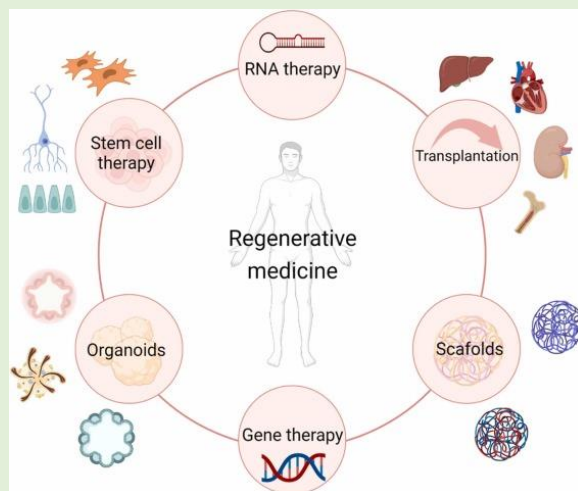 RNA therapy
Stem cell
therapy
Transplantation
Regenerative
medicine
Organoids
Scafolds
Gene therapy